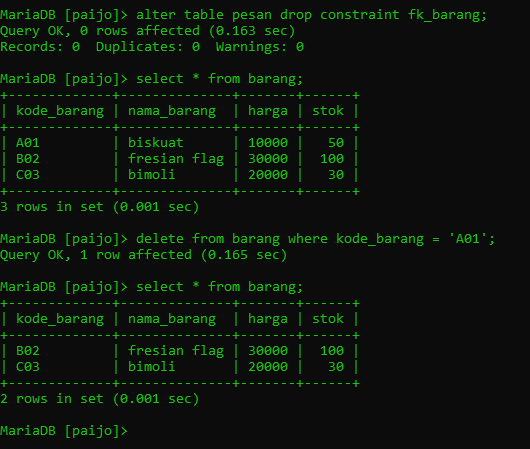 MariaDB [paijo]> alter table pesan drop constraint fk_barang;
Query OK, 0 rows affected (0.163 sec)
Records: 0  Duplicates: 0  Warnings: 0

MariaDB [paijo]> select * from barang;
+-------------+--------------+-------+------+
| kode_barang | nama_barang  | harga | stok |
+-------------+--------------+-------+------+
| A01         | biskuat      | 10000 |   50 |
| B02         | fresian flag | 30000 |  100 |
| C03         | bimoli       | 20000 |   30 |
+-------------+--------------+-------+------+
3 rows in set (0.001 sec)

MariaDB [paijo]> delete from barang where kode_barang = 'A01';
Query OK, 1 row affected (0.165 sec)

MariaDB [paijo]> select * from barang;
+-------------+--------------+-------+------+
| kode_barang | nama_barang  | harga | stok |
+-------------+--------------+-------+------+
| B02         | fresian flag | 30000 |  100 |
| C03         | bimoli       | 20000 |   30 |
+-------------+--------------+-------+------+
2 rows in set (0.001 sec)

MariaDB [paijo]>